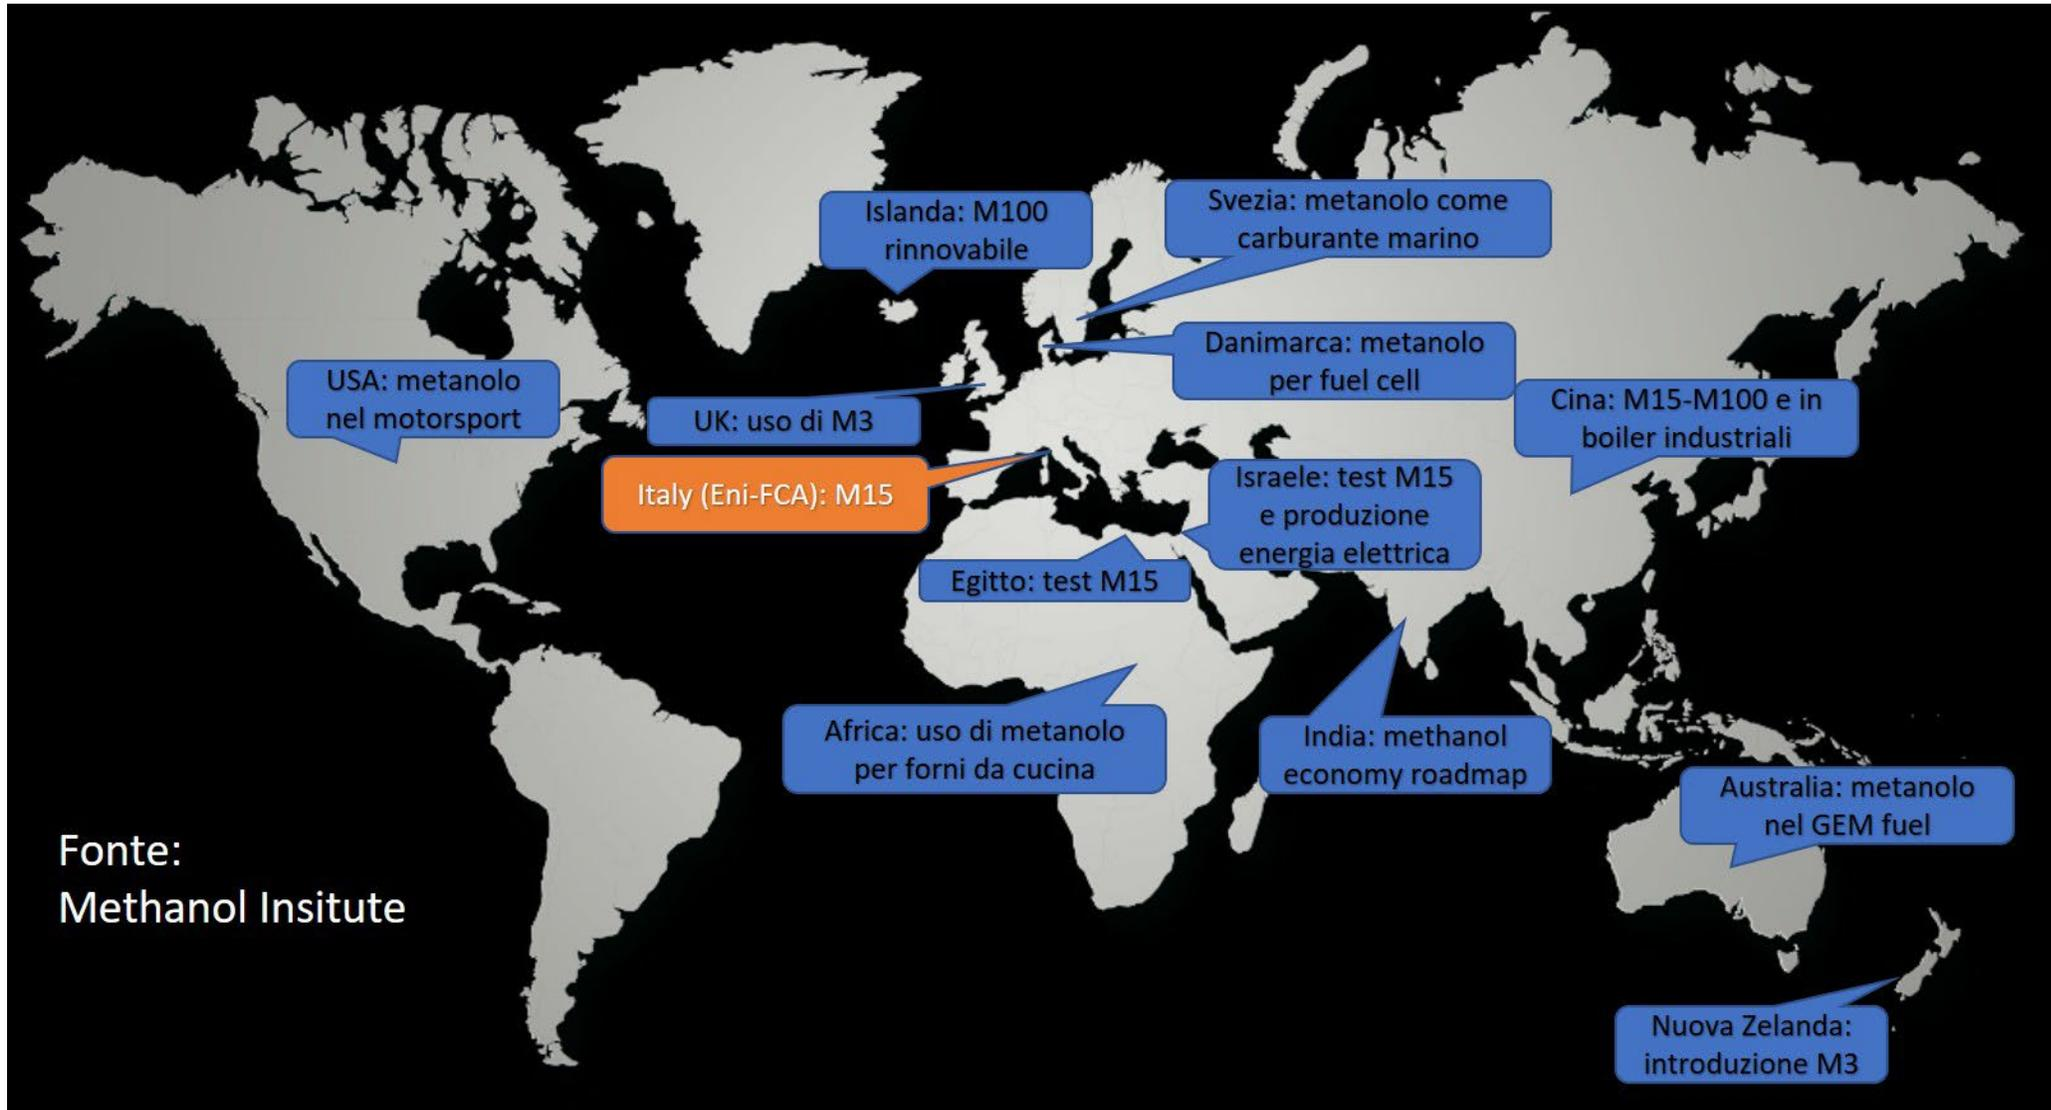 Islanda: M100
rinnovabile
Svezia: metanolo come
carburante marino
Danimarca: metanolo
per fuel cell
USA: metanolo
nel motorsport
UK: uso di M3
Cina: M15-M100 e in
boiler industriali
Italy (Eni-FCA): M15
Israele: test M15
e produzione
energia elettrica
Egitto: test M15
Africa: uso di metanolo
per forni da cucina
India: methanol
economy roadmap
Australia: metanolo
nel GEM fuel
Fonte:
Methanol Insitute
Nuova Zelanda:
introduzione M3